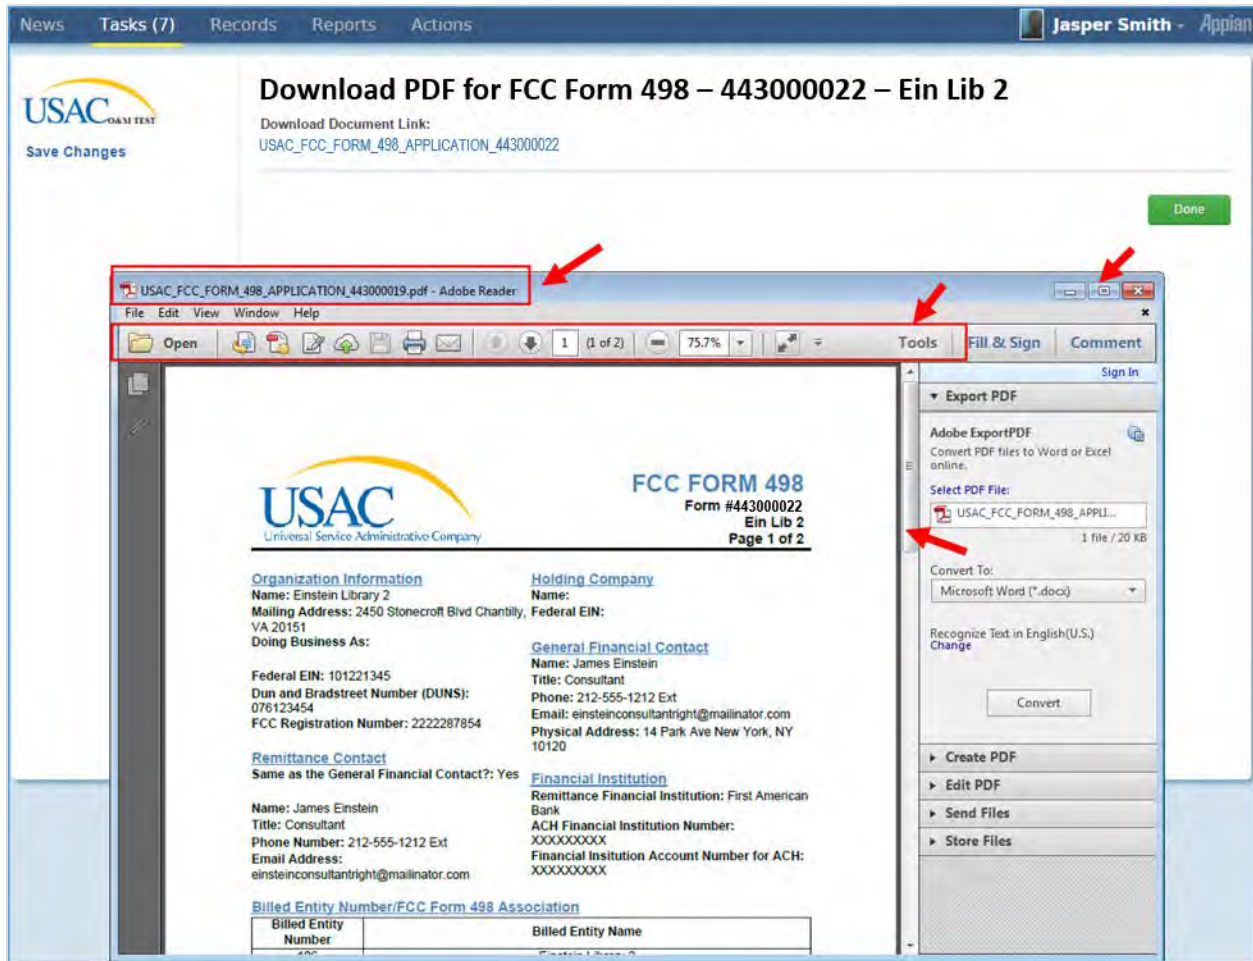 News Tasks (7) Records Reports Actions Jasper Smith - Appian
USAC O&M TEST
Save Changes
Download PDF for FCC Form 498 – 443000022 – Ein Lib 2
Download Document Link:
USAC_FCC_FORM_498_APPLICATION_443000022
Done
USAC_FCC_FORM_498_APPLICATION_443000019.pdf - Adobe Reader
File Edit View Window Help
Open 1 (1 of 2) 75.7% Tools Fill & Sign Comment
Sign In
Export PDF
Adobe ExportPDF
Convert PDF files to Word or Excel
online.
Select PDF File:
USAC_FCC_FORM_498_APPLI...
1 file / 20 KB
Convert To:
Microsoft Word (*.docx)
Recognize Text in English(U.S.)
Change
Convert
Create PDF
Edit PDF
Send Files
Store Files
USAC
Universal Service Administrative Company
FCC FORM 498
Form #443000022
Ein Lib 2
Page 1 of 2
Organization Information
Name: Einstein Library 2
Mailing Address: 2450 Stonecroft Blvd Chantilly,
VA 20151
Doing Business As:
Federal EIN: 101221345
Dun and Bradstreet Number (DUNS):
076123454
FCC Registration Number: 2222287854
Remittance Contact
Same as the General Financial Contact?: Yes
Name: James Einstein
Title: Consultant
Phone Number: 212-555-1212 Ext
Email Address:
einsteinconsultantright@mailinator.com
Holding Company
Name:
Federal EIN:
General Financial Contact
Name: James Einstein
Title: Consultant
Phone: 212-555-1212 Ext
Email: einsteinconsultantright@mailinator.com
Physical Address: 14 Park Ave New York, NY
10120
Financial Institution
Remittance Financial Institution: First American
Bank
ACH Financial Institution Number:
XXXXXXXXX
Financial Insitution Account Number for ACH:
XXXXXXXXX
Billed Entity Number/FCC Form 498 Association
Billed Entity
Number
Billed Entity Name